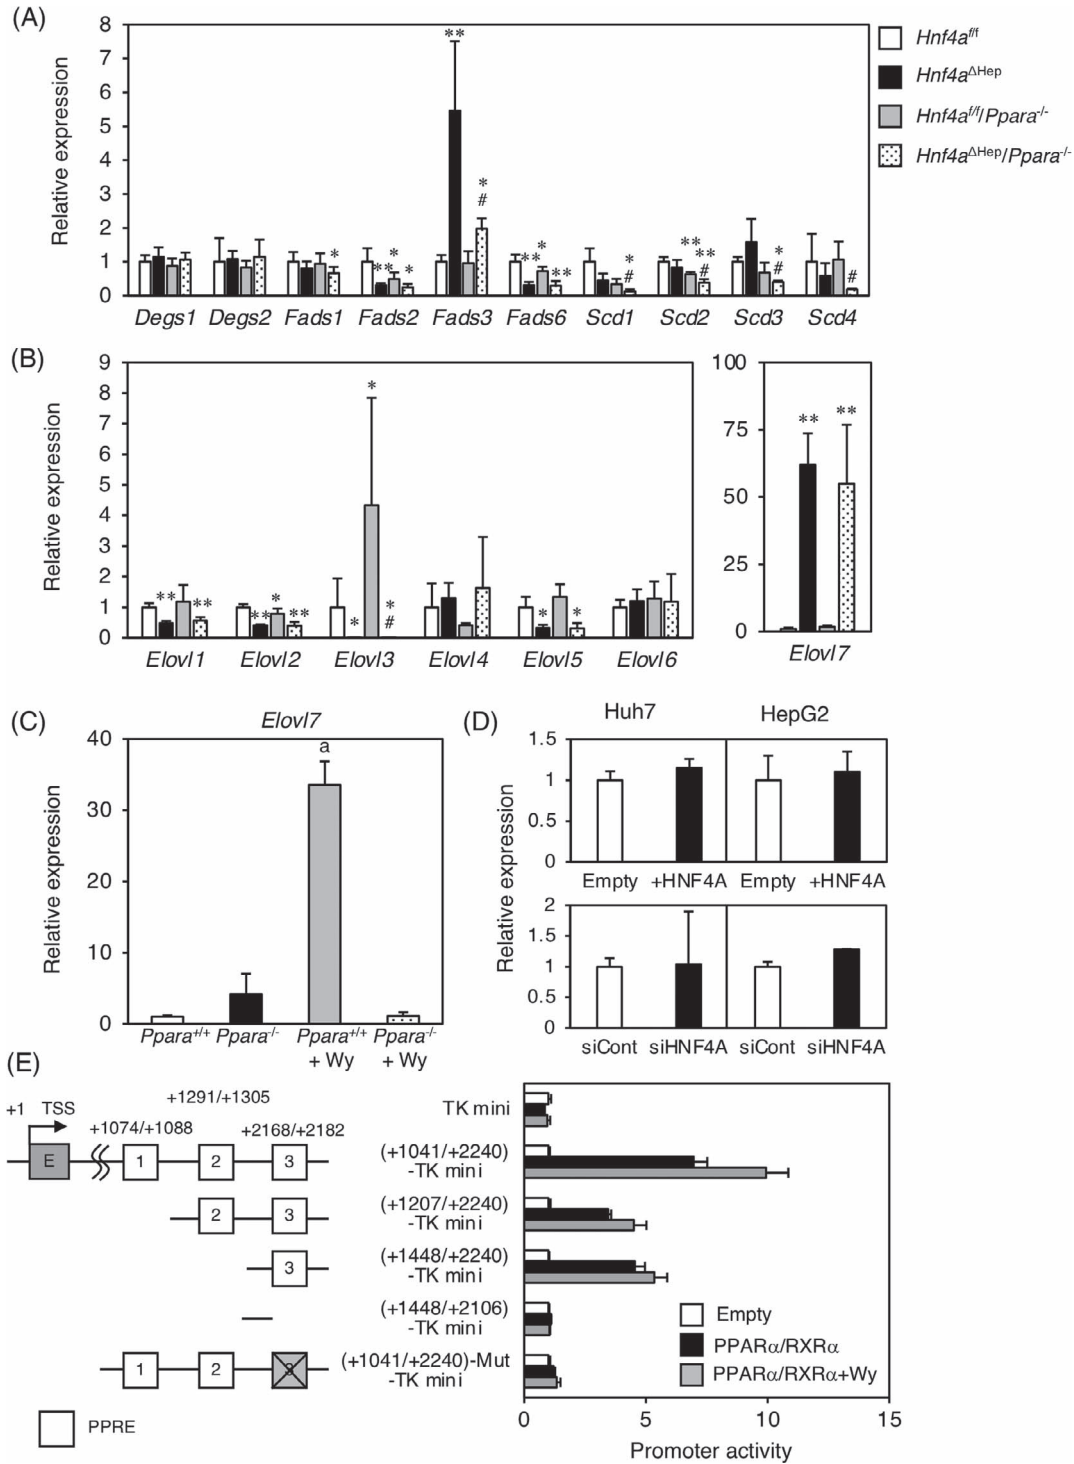 (A)
8
7
6
5
4
3
2
1
0
Relative expression
**
*
**
*
*
*
#
**
*
**
*
#
**
**
#
*
#
#
Degs1 Degs2 Fads1 Fads2 Fads3 Fads6 Scd1 Scd2 Scd3 Scd4
Hnf4a^f/f
Hnf4a^ΔHep
Hnf4a^f/f/Ppara^-/-
Hnf4a^ΔHep/Ppara^-/-
(B)
9
8
7
6
5
4
3
2
1
0
Relative expression
**
**
**
*
**
*
*
*
#
*
*
Elovl1 Elovl2 Elovl3 Elovl4 Elovl5 Elovl6
100
75
50
25
0
**
**
Elovl7
(C)
Elovl7
40
30
20
10
0
Relative expression
a
Ppara^+/+ Ppara^-/- Ppara^+/+ Ppara^-/-
+ Wy + Wy
(D)
Huh7 HepG2
Relative expression
1.5
1
0.5
0
Empty +HNF4A Empty +HNF4A
2
1.5
1
0.5
0
siCont siHNF4A siCont siHNF4A
(E)
+1 TSS
+1291/+1305
+1074/+1088
+2168/+2182
E 1 2 3
2 3
3
1 2 3
PPRE
TK mini
(+1041/+2240)
-TK mini
(+1207/+2240)
-TK mini
(+1448/+2240)
-TK mini
(+1448/+2106)
-TK mini
(+1041/+2240)-Mut
-TK mini
Empty
PPARα/RXRα
PPARα/RXRα+Wy
0 5 10 15
Promoter activity